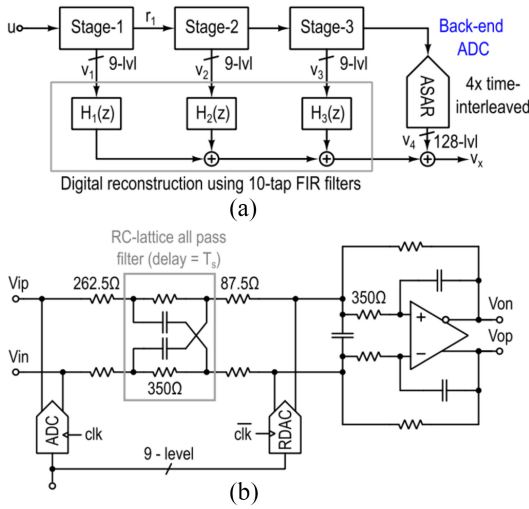 u
Stage-1
r1
Stage-2
Stage-3
Back-end
ADC
v1
9-lvl
v2
9-lvl
v3
9-lvl
H1(z)
H2(z)
H3(z)
ASAR
4x time-
interleaved
v4
128-lvl
vx
Digital reconstruction using 10-tap FIR filters
(a)
RC-lattice all pass
filter (delay = Ts)
Vip
262.5Ω
87.5Ω
350Ω
Von
Vop
Vin
350Ω
ADC
clk
clk
RDAC
9 - level
(b)